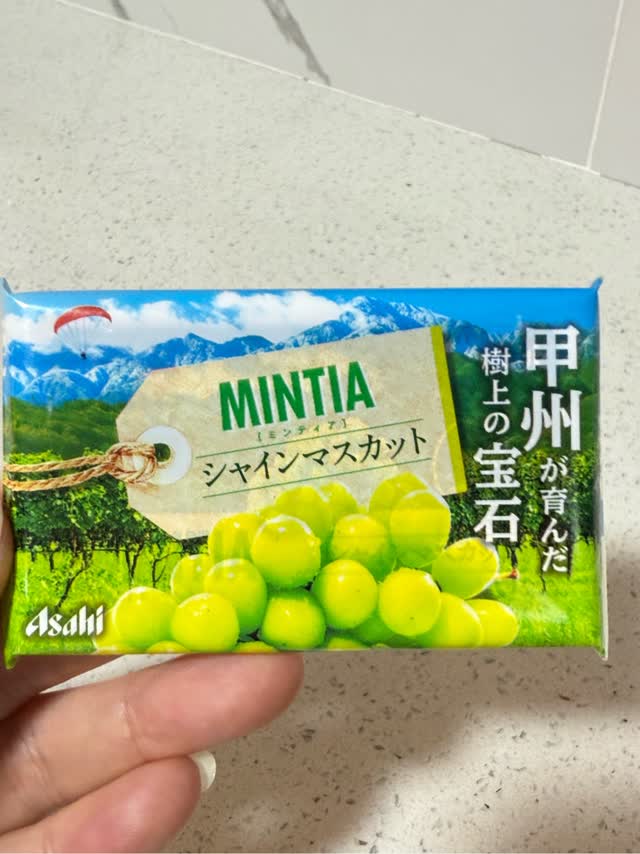 MINTIA
[ミンティア]
シャインマスカット
甲州が育んだ
樹上の宝石
Asahi